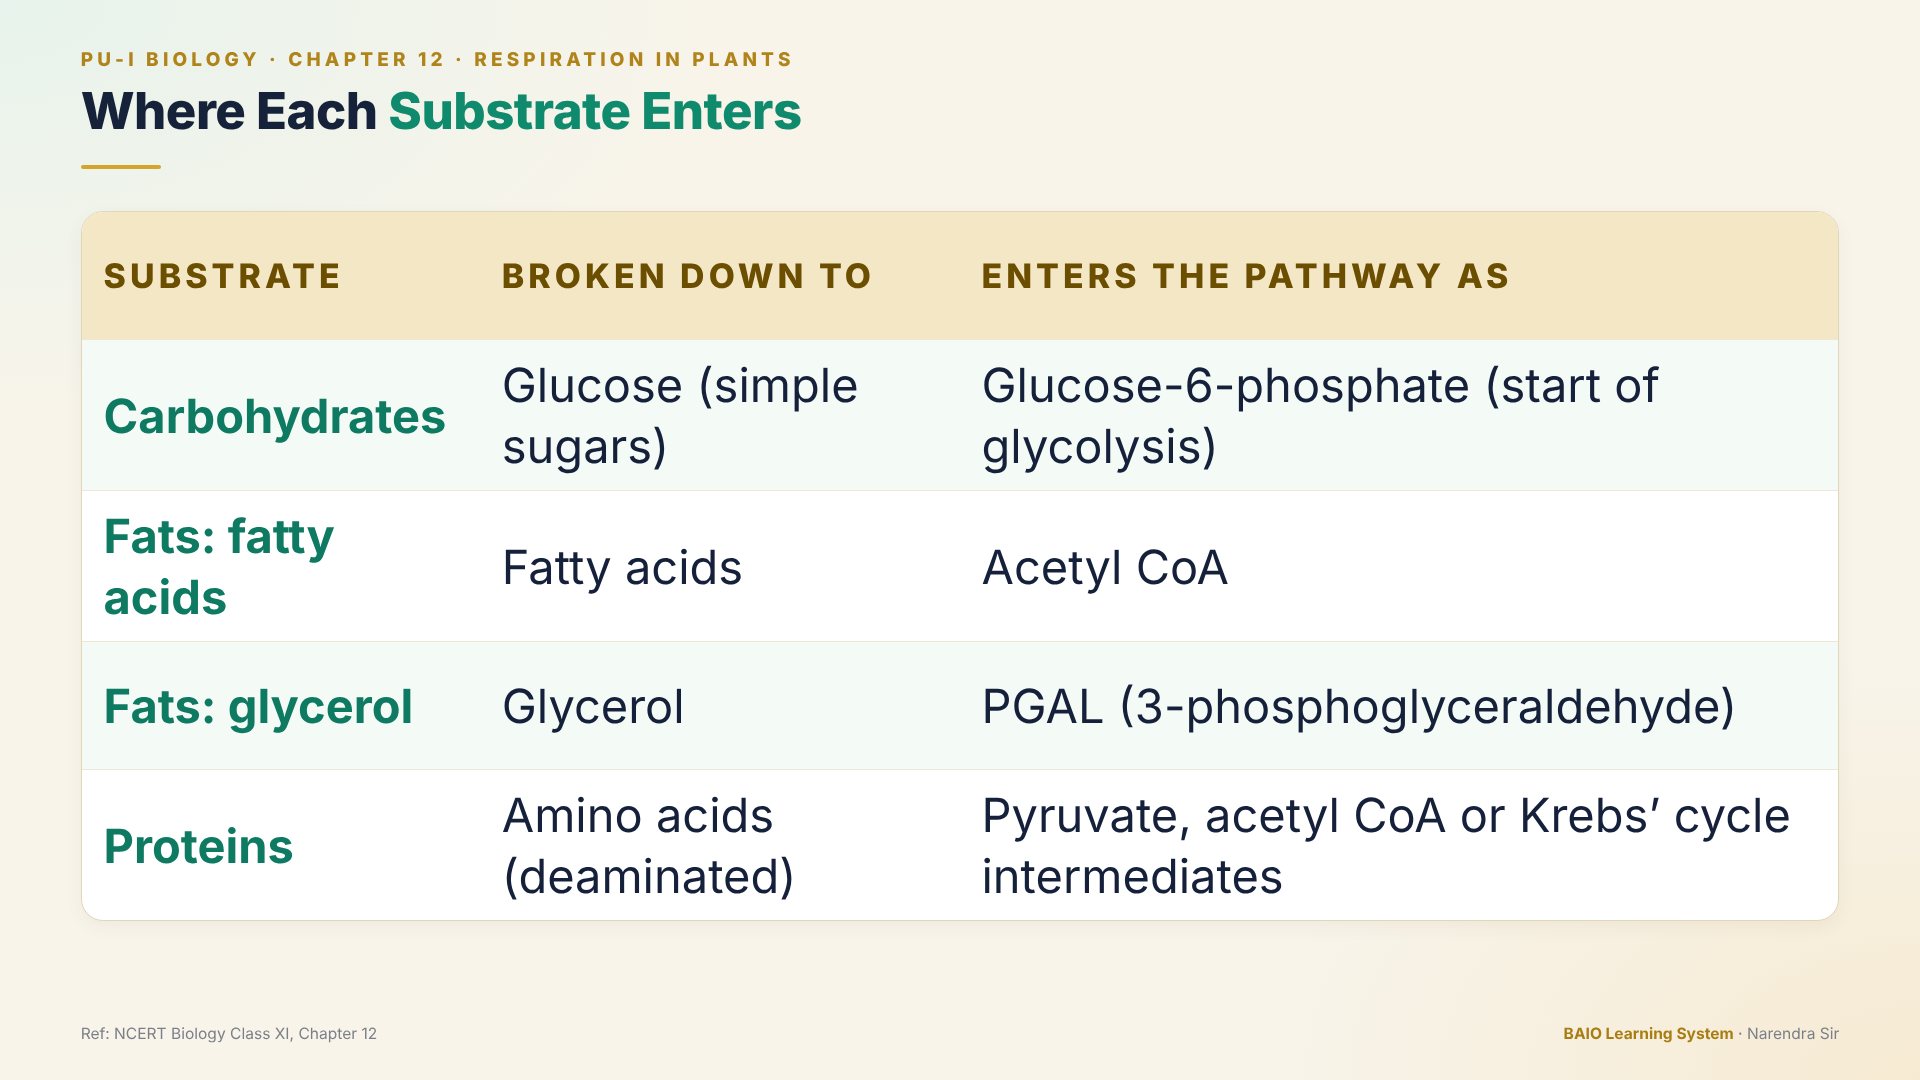 PU-I BIOLOGY · CHAPTER 12 · RESPIRATION IN PLANTS
Where Each Substrate Enters
SUBSTRATE BROKEN DOWN TO ENTERS THE PATHWAY AS
Carbohydrates
Glucose (simple
sugars)
Glucose-6-phosphate (start of
glycolysis)
Fats: fatty
acids
Fatty acids
Acetyl CoA
Fats: glycerol
Glycerol
PGAL (3-phosphoglyceraldehyde)
Proteins
Amino acids
(deaminated)
Pyruvate, acetyl CoA or Krebs’ cycle
intermediates
Ref: NCERT Biology Class XI, Chapter 12
BAIO Learning System · Narendra Sir